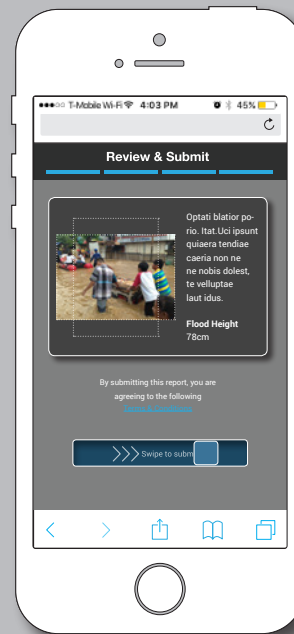 T-Mobile Wi-Fi 4:03 PM 45%
Review & Submit
Optati blatior po-
rio. Itat.Uci ipsunt
quiaera tendiae
caeria non ne
ne nobis dolest,
te velluptae
laut idus.
Flood Height
78cm
By submitting this report, you are
agreeing to the following
Swipe to subm